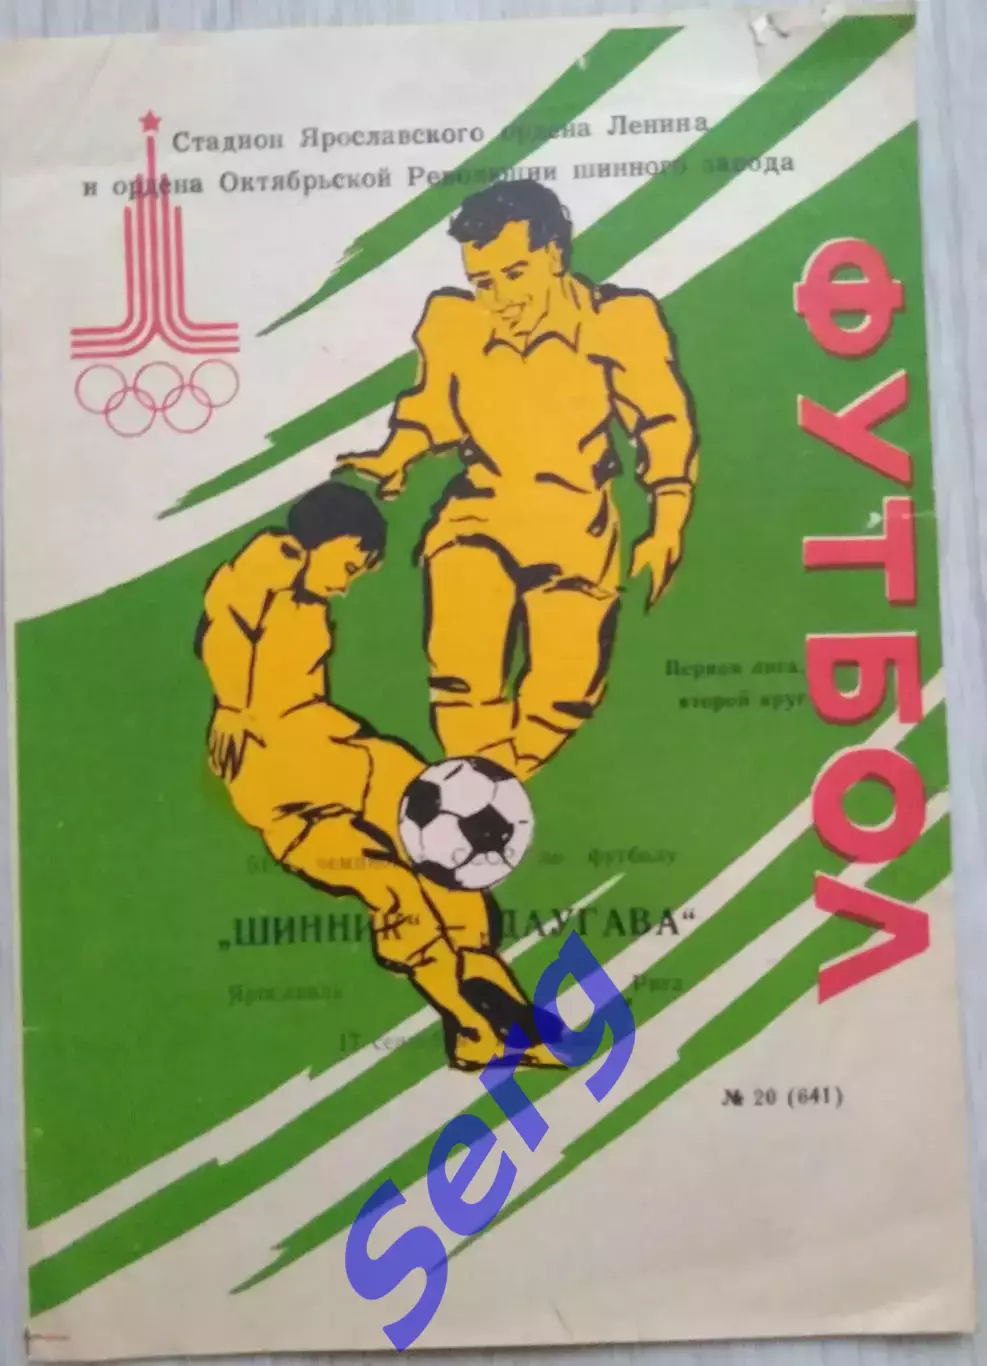 Стадион Ярославского ордена Ленина
и ордена Октябрьской Революции шинного завода
ФУТБОЛ
Первая лига,
второй круг
СССР по футболу
„ШИННИК“ — „ДАУГАВА“
Ярославль Рига
17
№ 20 (641)
Serg